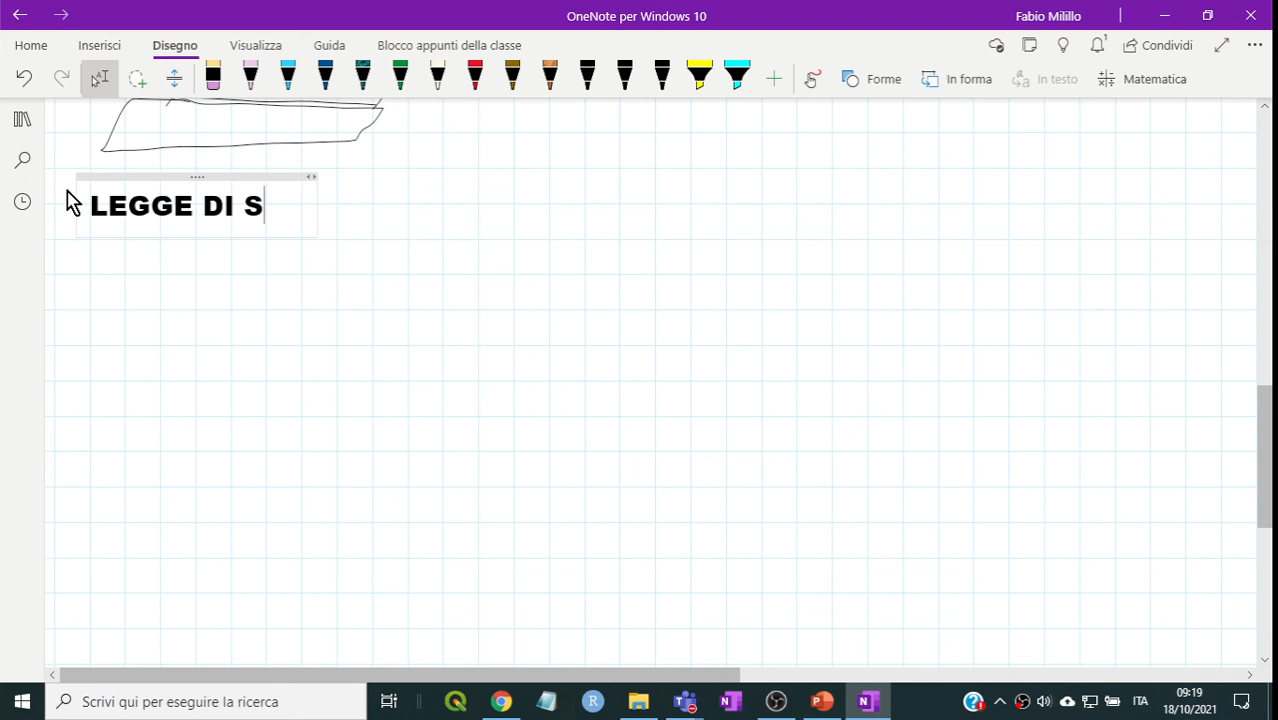 OneNote per Windows 10
Fabio Milillo
Home
Inserisci
Disegno
Visualizza
Guida
Blocco appunti della classe
Condividi
Forme
In forma
In testo
Matematica
LEGGE DI S
Scrivi qui per eseguire la ricerca
ITA
09:19
18/10/2021